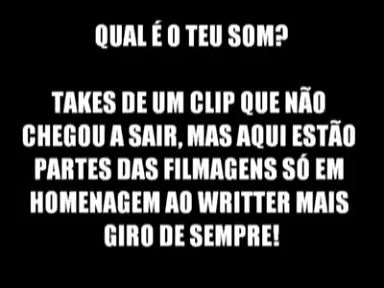 QUAL É O TEU SOM?
TAKES DE UM CLIP QUE NÃO
CHEGOU A SAIR, MAS AQUI ESTÃO
PARTES DAS FILMAGENS SÓ EM
HOMENAGEM AO WRITTER MAIS
GIRO DE SEMPRE!